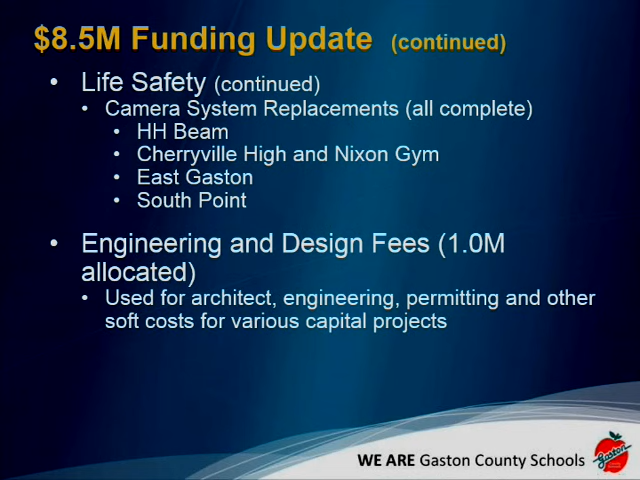 $8.5M Funding Update (continued)
• Life Safety (continued)
• Camera System Replacements (all complete)
• HH Beam
• Cherryville High and Nixon Gym
• East Gaston
• South Point
• Engineering and Design Fees (1.0M
allocated)
• Used for architect, engineering, permitting and other
soft costs for various capital projects
WE ARE Gaston County Schools
Gaston